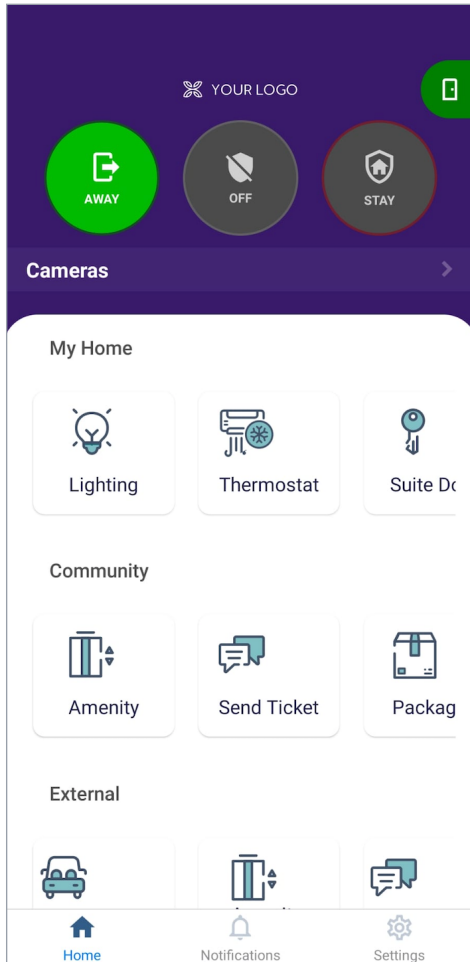 YOUR LOGO
AWAY
OFF
STAY
Cameras
My Home
Lighting
Thermostat
Suite Do
Community
Amenity
Send Ticket
Packag
External
Home
Notifications
Settings